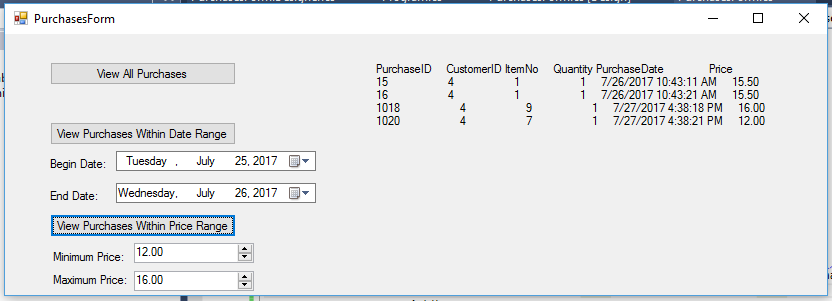 PurchasesForm
View All Purchases
View Purchases Within Date Range
Begin Date: Tuesday , July 25, 2017
End Date: Wednesday, July 26, 2017
View Purchases Within Price Range
Minimum Price: 12.00
Maximum Price: 16.00
PurchaseID CustomerID ItemNo Quantity PurchaseDate Price
15 4 1 1 7/26/2017 10:43:11 AM 15.50
16 4 1 1 7/26/2017 10:43:21 AM 15.50
1018 4 9 1 7/27/2017 4:38:18 PM 16.00
1020 4 7 1 7/27/2017 4:38:21 PM 12.00